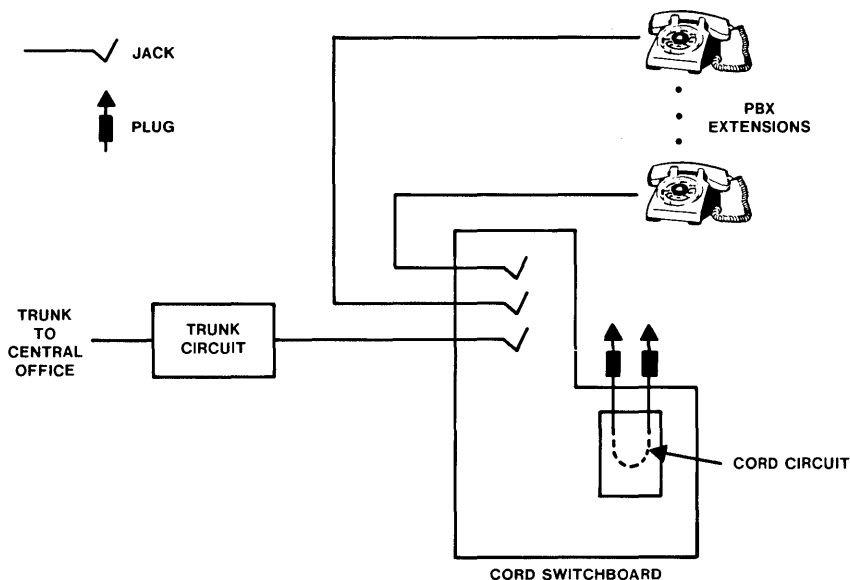 JACK
PLUG
PBX
EXTENSIONS
TRUNK
TO
CENTRAL
OFFICE
TRUNK
CIRCUIT
CORD CIRCUIT
CORD SWITCHBOARD